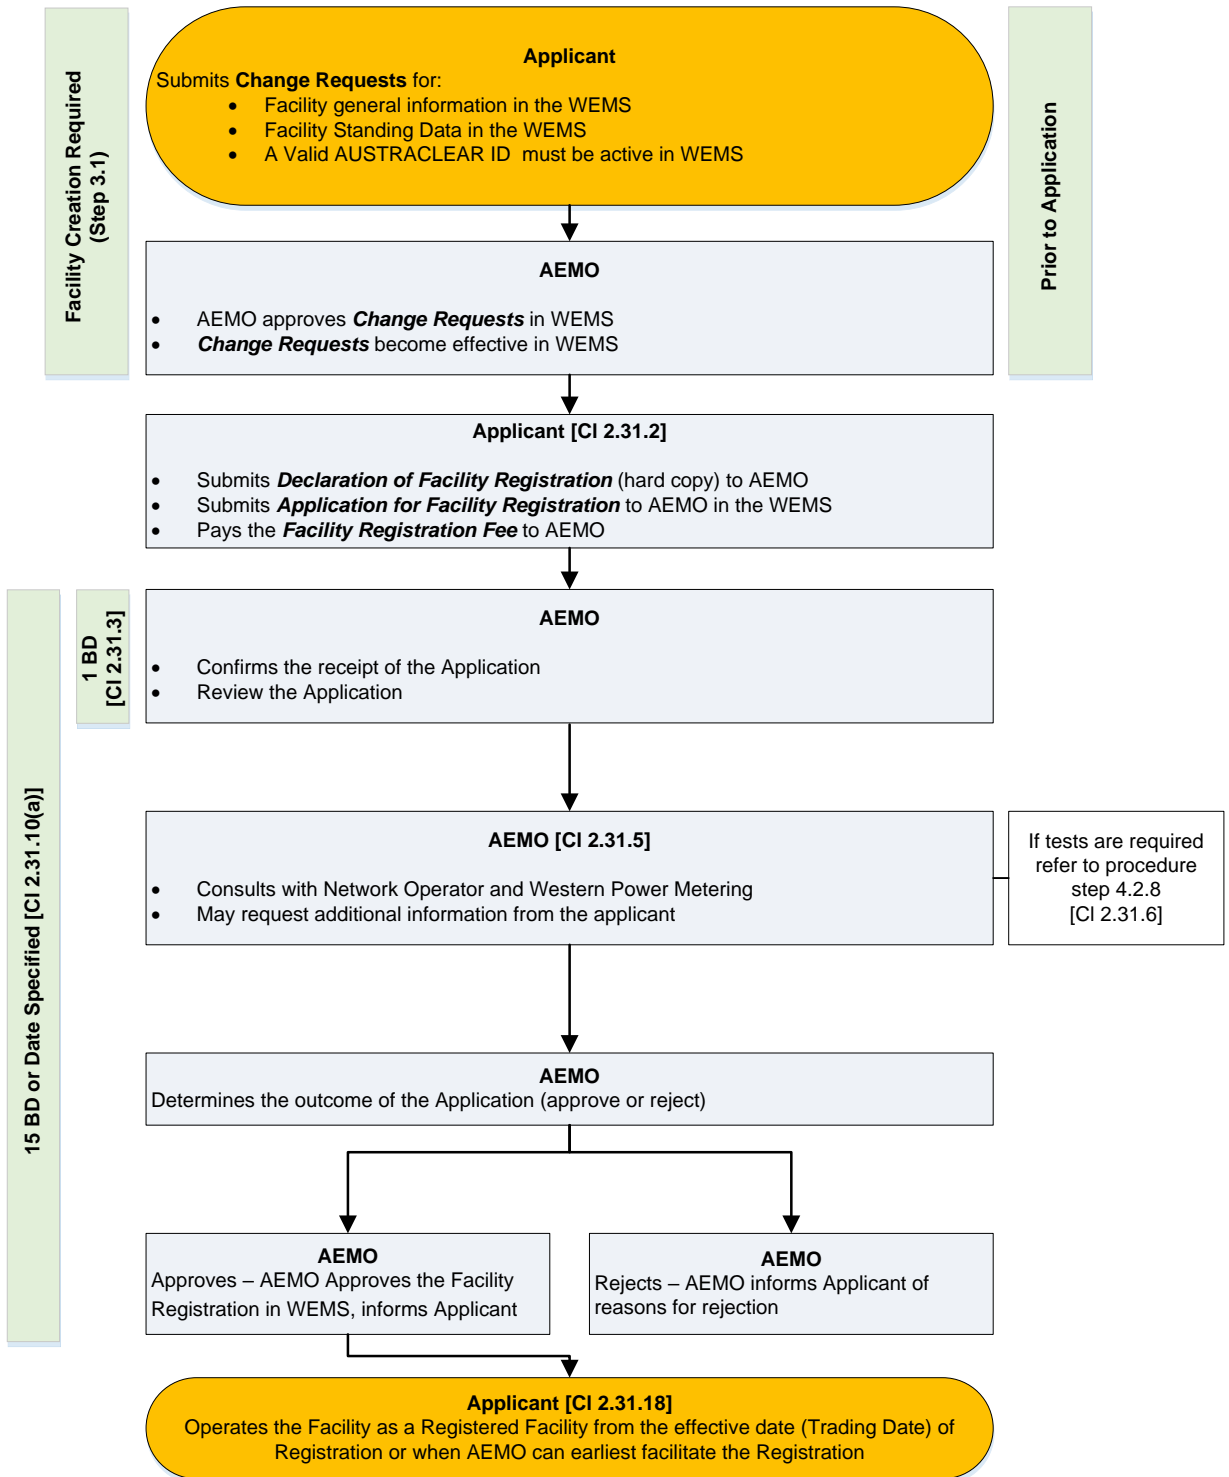 Applicant
Submits Change Requests for:
• Facility general information in the WEMS
• Facility Standing Data in the WEMS
• A Valid AUSTRACLEAR ID must be active in WEMS
Facility Creation Required
(Step 3.1)
Prior to Application
AEMO
• AEMO approves Change Requests in WEMS
• Change Requests become effective in WEMS
Applicant [Cl 2.31.2]
• Submits Declaration of Facility Registration (hard copy) to AEMO
• Submits Application for Facility Registration to AEMO in the WEMS
• Pays the Facility Registration Fee to AEMO
15 BD or Date Specified [Cl 2.31.10(a)]
1 BD
[Cl 2.31.3]
AEMO
• Confirms the receipt of the Application
• Review the Application
AEMO [Cl 2.31.5]
• Consults with Network Operator and Western Power Metering
• May request additional information from the applicant
If tests are required
refer to procedure
step 4.2.8
[Cl 2.31.6]
AEMO
Determines the outcome of the Application (approve or reject)
AEMO
Approves – AEMO Approves the Facility
Registration in WEMS, informs Applicant
AEMO
Rejects – AEMO informs Applicant of
reasons for rejection
Applicant [Cl 2.31.18]
Operates the Facility as a Registered Facility from the effective date (Trading Date) of
Registration or when AEMO can earliest facilitate the Registration